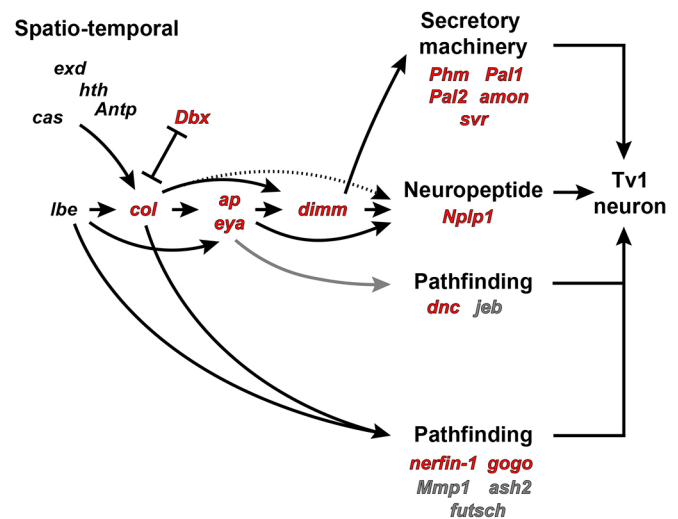 Spatio-temporal
exd
hth
Antp
cas
Dbx
lbe
col
ap
eya
dimm
Secretory
machinery
Phm Pal1
Pal2 amon
svr
Neuropeptide
Nplp1
Pathfinding
dnc jeb
Pathfinding
nerfin-1 gogo
Mmp1 ash2
futsch
Tv1
neuron